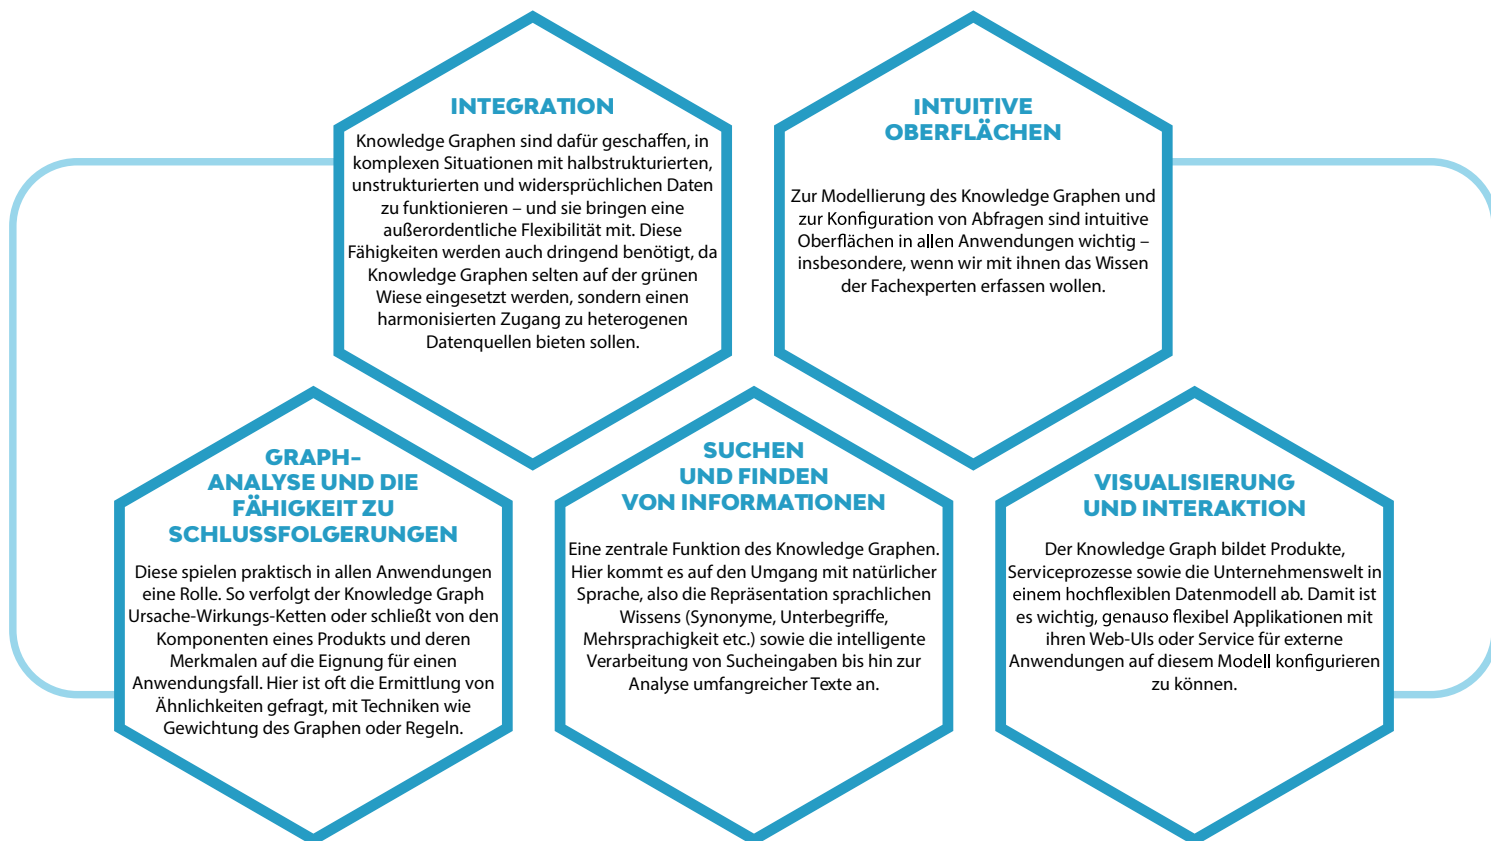 INTEGRATION
Knowledge Graphen sind dafür geschaffen, in
komplexen Situationen mit halbstrukturierten,
unstrukturierten und widersprüchlichen Daten
zu funktionieren – und sie bringen eine
außerordentliche Flexibilität mit. Diese
Fähigkeiten werden auch dringend benötigt, da
Knowledge Graphen selten auf der grünen
Wiese eingesetzt werden, sondern einen
harmonisierten Zugang zu heterogenen
Datenquellen bieten sollen.
INTUITIVE
OBERFLÄCHEN
Zur Modellierung des Knowledge Graphen und
zur Konfiguration von Abfragen sind intuitive
Oberflächen in allen Anwendungen wichtig –
insbesondere, wenn wir mit ihnen das Wissen
der Fachexperten erfassen wollen.
GRAPH-
ANALYSE UND DIE
FÄHIGKEIT ZU
SCHLUSSFOLGERUNGEN
Diese spielen praktisch in allen Anwendungen
eine Rolle. So verfolgt der Knowledge Graph
Ursache-Wirkungs-Ketten oder schließt von den
Komponenten eines Produkts und deren
Merkmalen auf die Eignung für einen
Anwendungsfall. Hier ist oft die Ermittlung von
Ähnlichkeiten gefragt, mit Techniken wie
Gewichtung des Graphen oder Regeln.
SUCHEN
UND FINDEN
VON INFORMATIONEN
Eine zentrale Funktion des Knowledge Graphen.
Hier kommt es auf den Umgang mit natürlicher
Sprache, also die Repräsentation sprachlichen
Wissens (Synonyme, Unterbegriffe,
Mehrsprachigkeit etc.) sowie die intelligente
Verarbeitung von Sucheingaben bis hin zur
Analyse umfangreicher Texte an.
VISUALISIERUNG
UND INTERAKTION
Der Knowledge Graph bildet Produkte,
Serviceprozesse sowie die Unternehmenswelt in
einem hochflexiblen Datenmodell ab. Damit ist
es wichtig, genauso flexibel Applikationen mit
ihren Web-UIs oder Service für externe
Anwendungen auf diesem Modell konfigurieren
zu können.